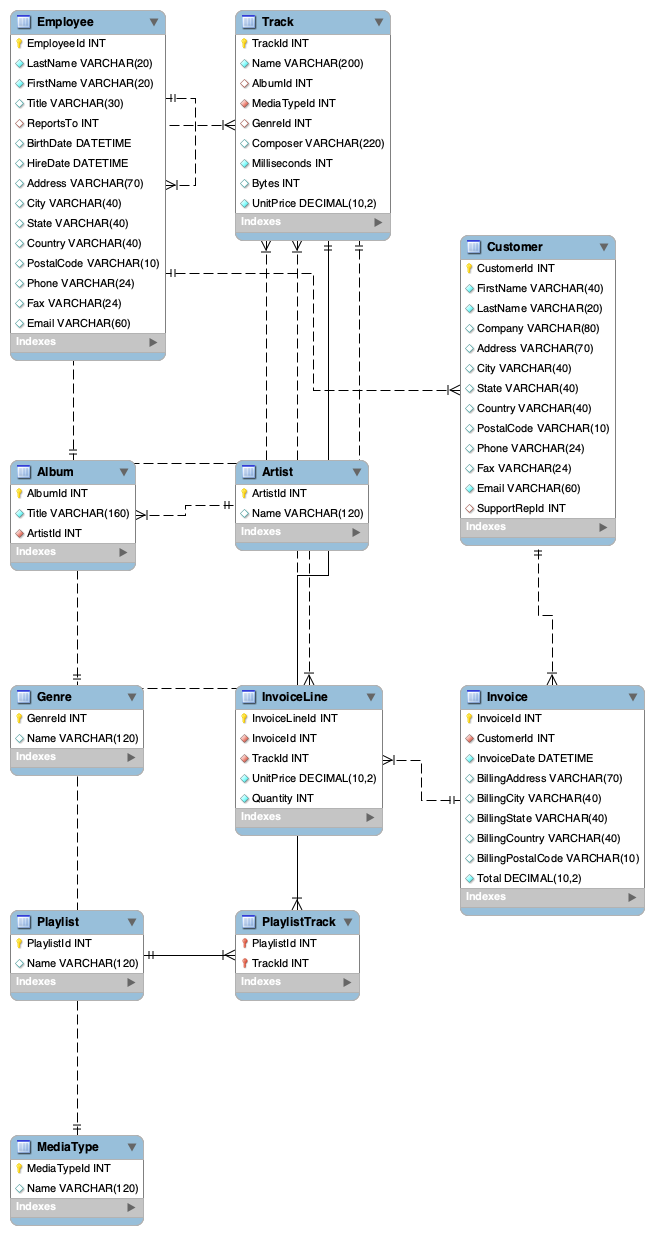 Employee
EmployeeId INT
LastName VARCHAR(20)
FirstName VARCHAR(20)
Title VARCHAR(30)
ReportsTo INT
BirthDate DATETIME
HireDate DATETIME
Address VARCHAR(70)
City VARCHAR(40)
State VARCHAR(40)
Country VARCHAR(40)
PostalCode VARCHAR(10)
Phone VARCHAR(24)
Fax VARCHAR(24)
Email VARCHAR(60)
Indexes
Track
TrackId INT
Name VARCHAR(200)
AlbumId INT
MediaTypeId INT
GenreId INT
Composer VARCHAR(220)
Milliseconds INT
Bytes INT
UnitPrice DECIMAL(10,2)
Indexes
Customer
CustomerId INT
FirstName VARCHAR(40)
LastName VARCHAR(20)
Company VARCHAR(80)
Address VARCHAR(70)
City VARCHAR(40)
State VARCHAR(40)
Country VARCHAR(40)
PostalCode VARCHAR(10)
Phone VARCHAR(24)
Fax VARCHAR(24)
Email VARCHAR(60)
SupportRepId INT
Indexes
Album
AlbumId INT
Title VARCHAR(160)
ArtistId INT
Indexes
Artist
ArtistId INT
Name VARCHAR(120)
Indexes
Genre
GenreId INT
Name VARCHAR(120)
Indexes
InvoiceLine
InvoiceLineId INT
InvoiceId INT
TrackId INT
UnitPrice DECIMAL(10,2)
Quantity INT
Indexes
Invoice
InvoiceId INT
CustomerId INT
InvoiceDate DATETIME
BillingAddress VARCHAR(70)
BillingCity VARCHAR(40)
BillingState VARCHAR(40)
BillingCountry VARCHAR(40)
BillingPostalCode VARCHAR(10)
Total DECIMAL(10,2)
Indexes
Playlist
PlaylistId INT
Name VARCHAR(120)
Indexes
PlaylistTrack
PlaylistId INT
TrackId INT
Indexes
MediaType
MediaTypeId INT
Name VARCHAR(120)
Indexes